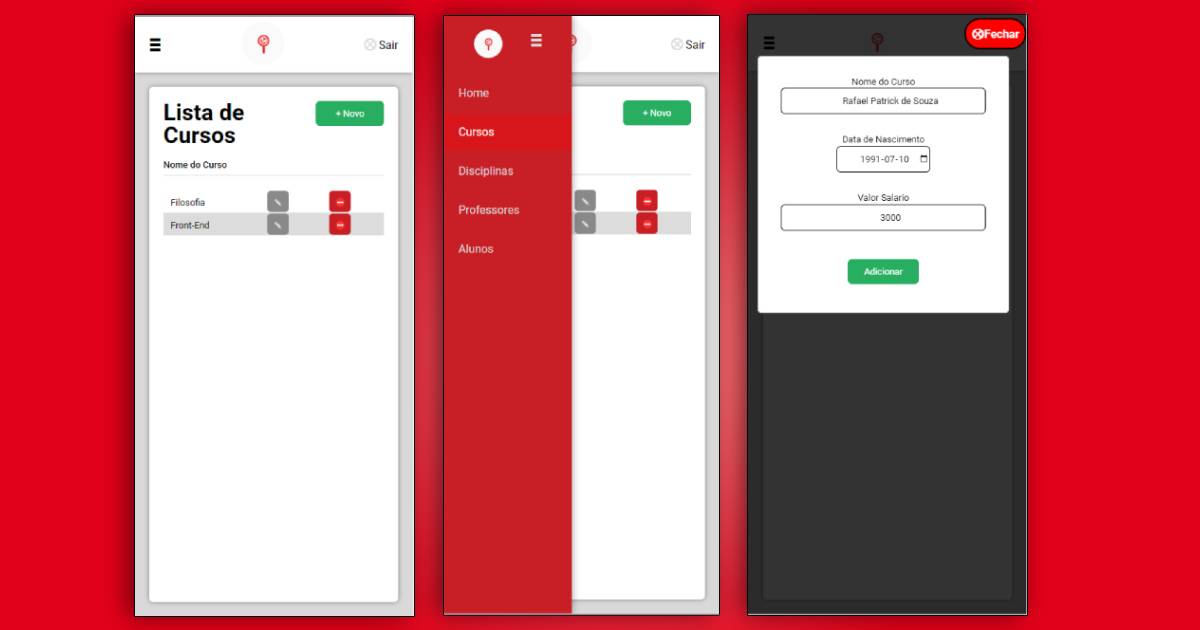 Sair
Lista de
Cursos
+ Novo
Nome do Curso
Filosofia
Front-End
Sair
Home
Cursos
Disciplinas
Professores
Alunos
+ Novo
Fechar
Nome do Curso
Rafael Patrick de Souza
Data de Nascimento
1991-07-10
Valor Salario
3000
Adicionar